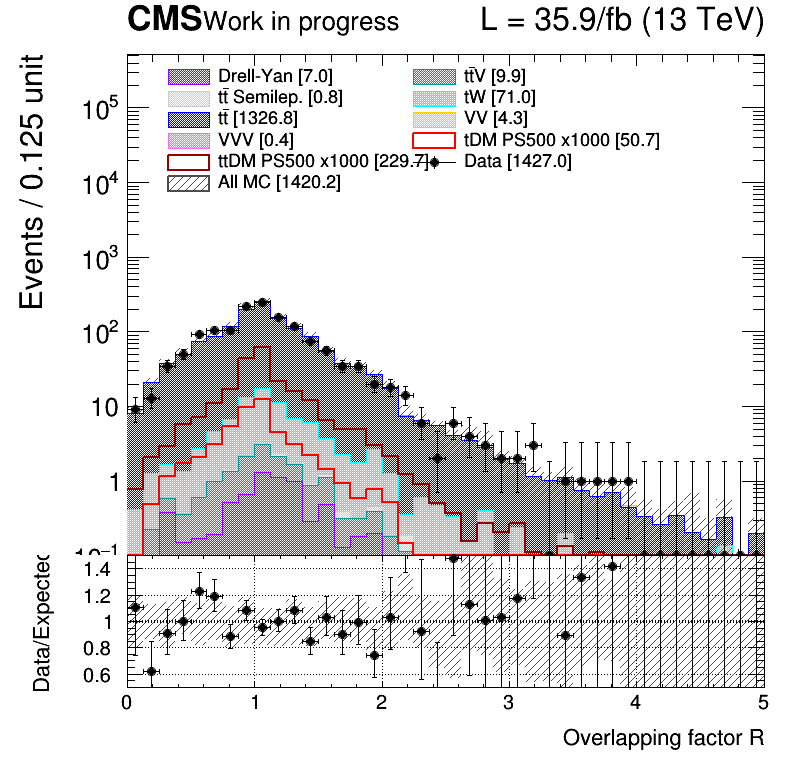 CMS Work in progress L = 35.9/fb (13 TeV)
Events / 0.125 unit
Drell-Yan [7.0] tt̄V [9.9]
tt̄ Semilep. [0.8] tW [71.0]
tt̄ [1326.8] VV [4.3]
VVV [0.4] tDM PS500 x1000 [50.7]
ttDM PS500 x1000 [229.7] Data [1427.0]
All MC [1420.2]
10⁵
10⁴
10³
10²
10
1
10⁻¹
Data/Expected
1.4
1.2
1
0.8
0.6
0 1 2 3 4 5
Overlapping factor R